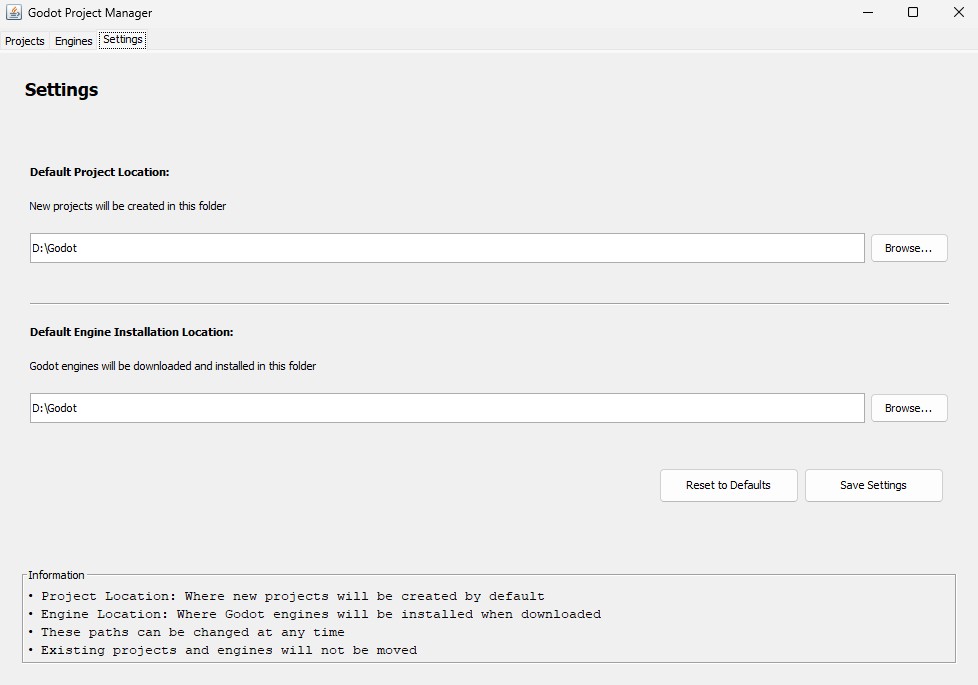 Godot Project Manager
Projects Engines Settings
Settings
Default Project Location:
New projects will be created in this folder
D:\Godot Browse...
Default Engine Installation Location:
Godot engines will be downloaded and installed in this folder
D:\Godot Browse...
Reset to Defaults Save Settings
Information
• Project Location: Where new projects will be created by default
• Engine Location: Where Godot engines will be installed when downloaded
• These paths can be changed at any time
• Existing projects and engines will not be moved